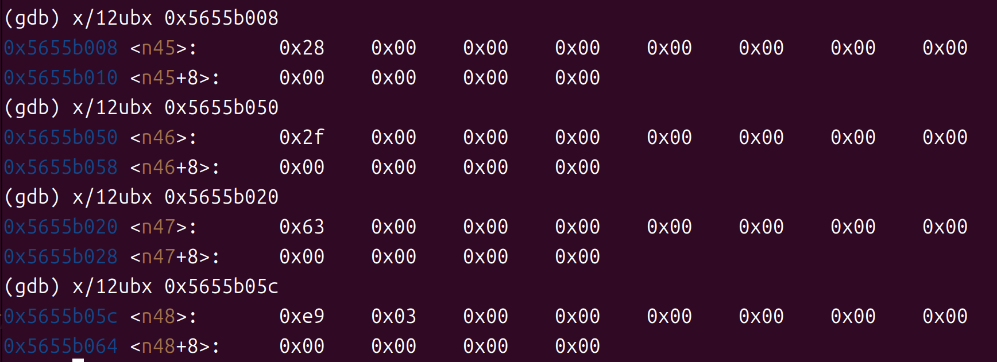 (gdb) x/12ubx 0x5655b008
0x5655b008 <n45>: 0x28 0x00 0x00 0x00 0x00 0x00 0x00 0x00
0x5655b010 <n45+8>: 0x00 0x00 0x00 0x00
(gdb) x/12ubx 0x5655b050
0x5655b050 <n46>: 0x2f 0x00 0x00 0x00 0x00 0x00 0x00 0x00
0x5655b058 <n46+8>: 0x00 0x00 0x00 0x00
(gdb) x/12ubx 0x5655b020
0x5655b020 <n47>: 0x63 0x00 0x00 0x00 0x00 0x00 0x00 0x00
0x5655b028 <n47+8>: 0x00 0x00 0x00 0x00
(gdb) x/12ubx 0x5655b05c
0x5655b05c <n48>: 0xe9 0x03 0x00 0x00 0x00 0x00 0x00 0x00
0x5655b064 <n48+8>: 0x00 0x00 0x00 0x00